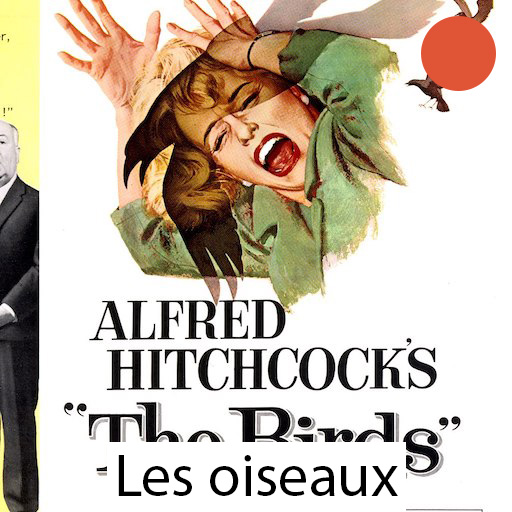 r,
!"
ALFRED
HITCHCOCK'S
"The Birds"
Les oiseaux